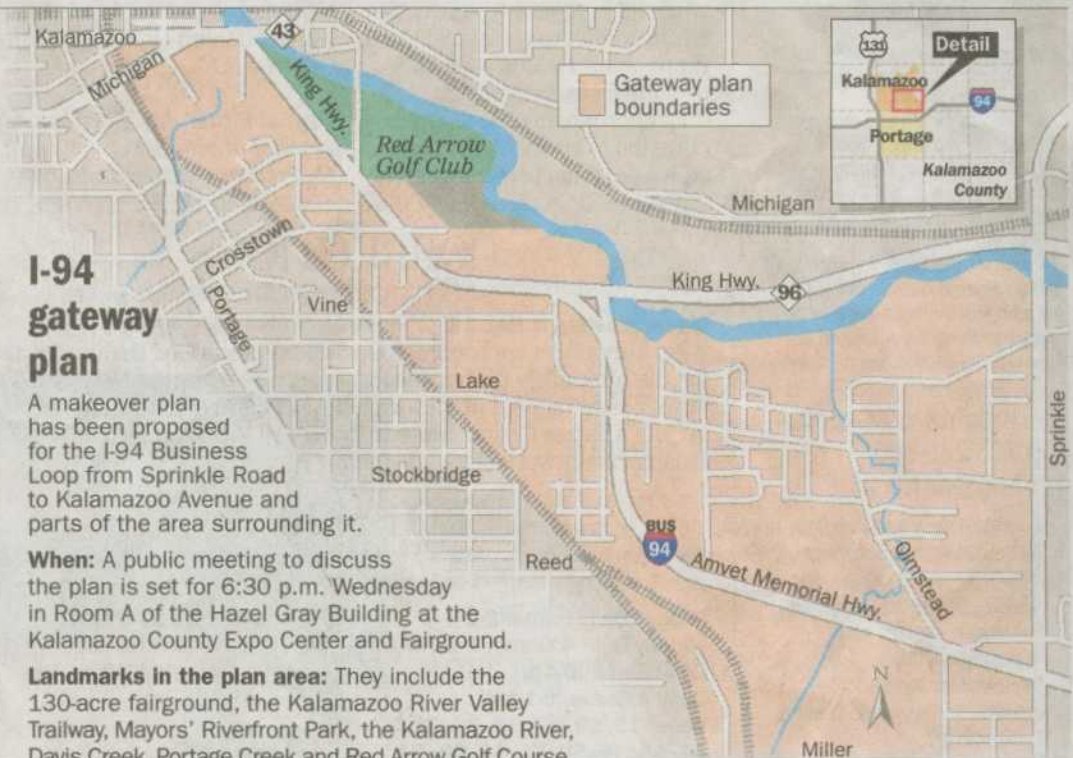 Kalamazoo
43
Michigan
King Hwy.
Red Arrow
Golf Club
Gateway plan
boundaries
131
Detail
Kalamazoo
94
Portage
Kalamazoo
County
Michigan
Crosstown
Portage
Vine
King Hwy.
96
Lake
Stockbridge
Sprinkle
Reed
BUS
94
Amvet Memorial Hwy.
Olmstead
N
Miller
I-94
gateway
plan
A makeover plan
has been proposed
for the I-94 Business
Loop from Sprinkle Road
to Kalamazoo Avenue and
parts of the area surrounding it.
When: A public meeting to discuss
the plan is set for 6:30 p.m. Wednesday
in Room A of the Hazel Gray Building at the
Kalamazoo County Expo Center and Fairground.
Landmarks in the plan area: They include the
130-acre fairground, the Kalamazoo River Valley
Trailway, Mayors' Riverfront Park, the Kalamazoo River,
Davis Creek, Portage Creek and Red Arrow Golf Course